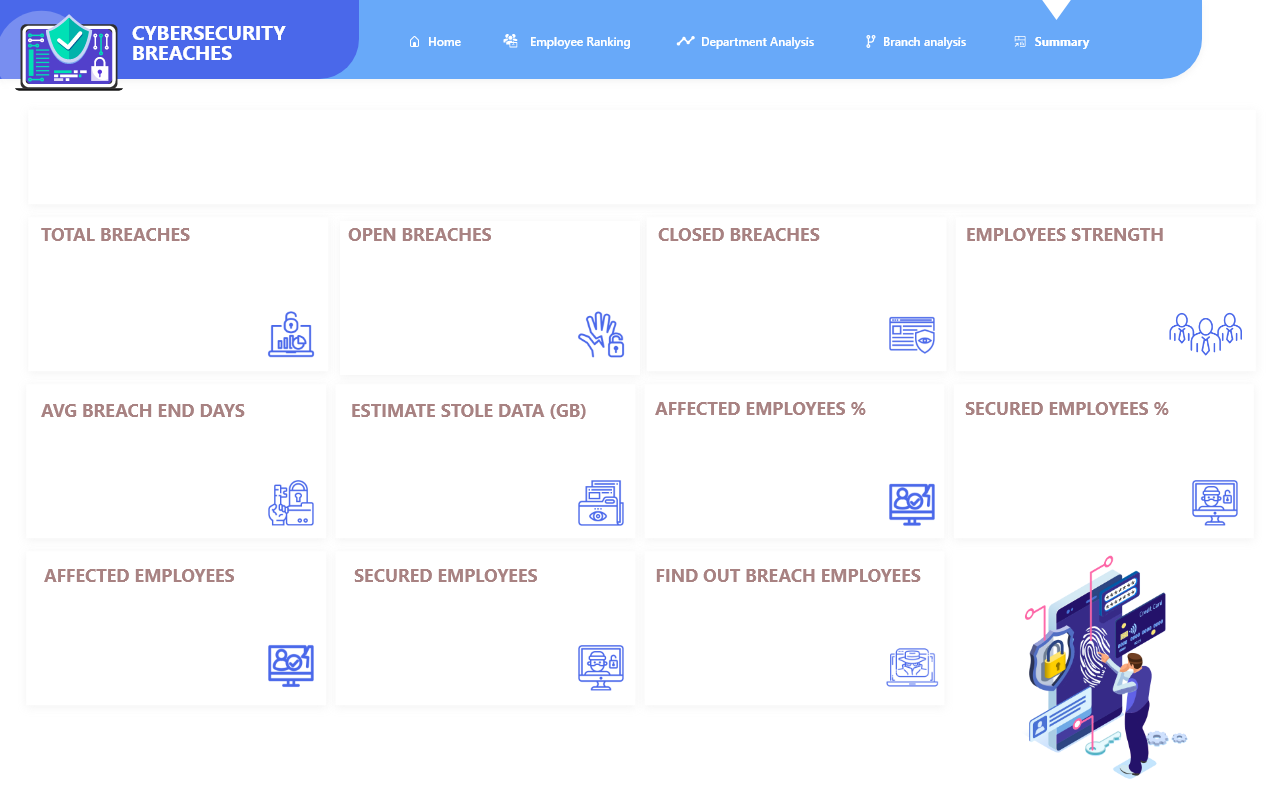 CYBERSECURITY
BREACHES
Home
Employee Ranking
Department Analysis
Branch analysis
Summary
TOTAL BREACHES
OPEN BREACHES
CLOSED BREACHES
EMPLOYEES STRENGTH
AVG BREACH END DAYS
ESTIMATE STOLE DATA (GB)
AFFECTED EMPLOYEES %
SECURED EMPLOYEES %
AFFECTED EMPLOYEES
SECURED EMPLOYEES
FIND OUT BREACH EMPLOYEES
Credit Card